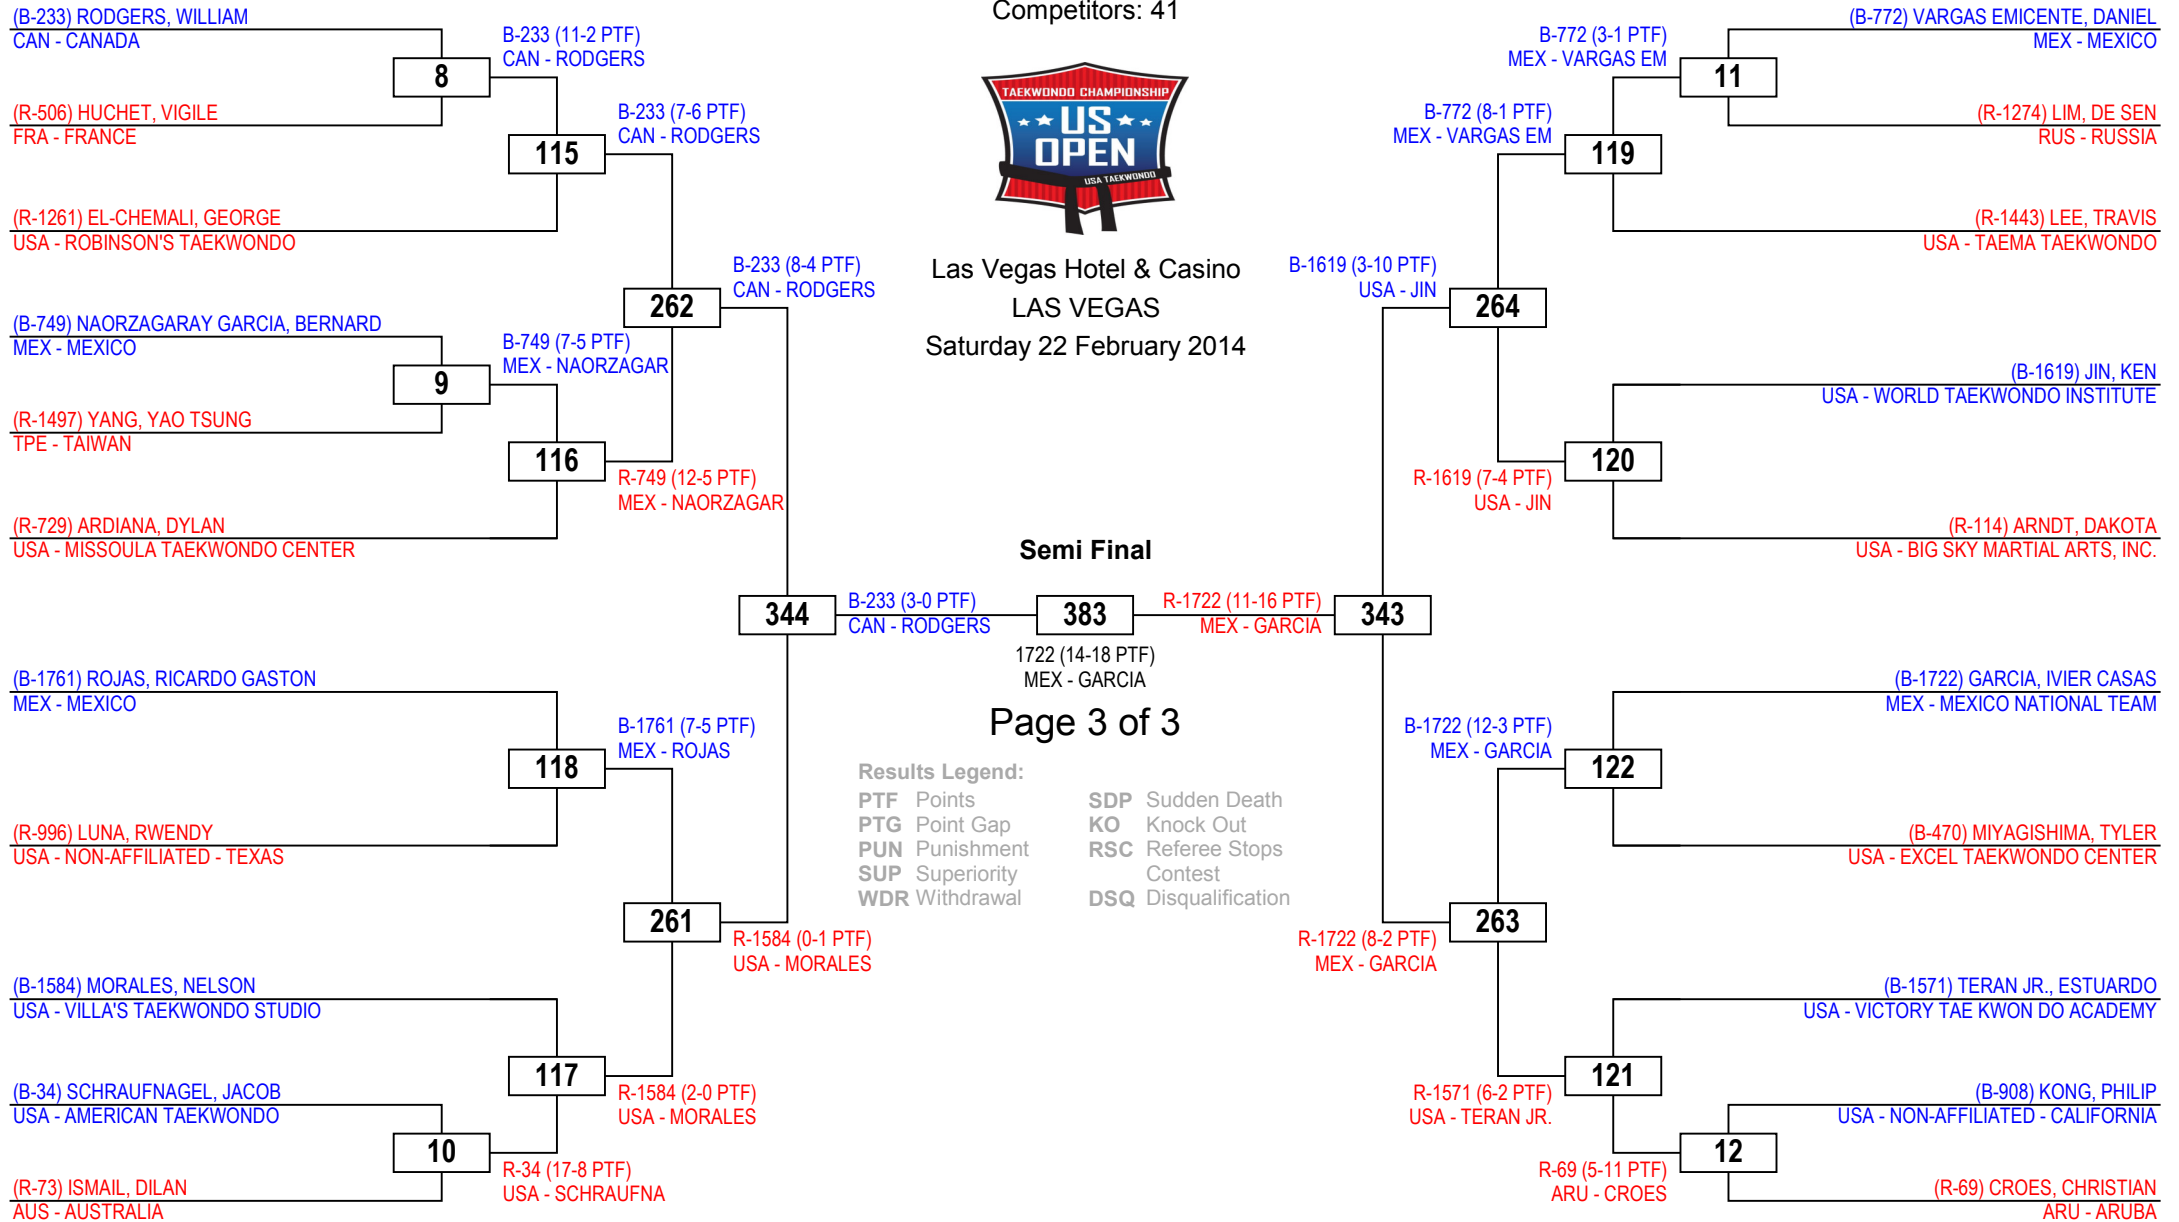 Competitors: 41
TAEKWONDO CHAMPIONSHIP
US
OPEN
USA TAEKWONDO
Las Vegas Hotel & Casino
LAS VEGAS
Saturday 22 February 2014
(B-233) RODGERS, WILLIAM
CAN - CANADA
8
(R-506) HUCHET, VIGILE
FRA - FRANCE
B-233 (11-2 PTF)
CAN - RODGERS
115
(R-1261) EL-CHEMALI, GEORGE
USA - ROBINSON'S TAEKWONDO
B-233 (7-6 PTF)
CAN - RODGERS
262
(B-749) NAORZAGARAY GARCIA, BERNARD
MEX - MEXICO
9
(R-1497) YANG, YAO TSUNG
TPE - TAIWAN
B-749 (7-5 PTF)
MEX - NAORZAGAR
116
(R-729) ARDIANA, DYLAN
USA - MISSOULA TAEKWONDO CENTER
R-749 (12-5 PTF)
MEX - NAORZAGAR
B-233 (8-4 PTF)
CAN - RODGERS
344
(B-1761) ROJAS, RICARDO GASTON
MEX - MEXICO
118
(R-996) LUNA, RWENDY
USA - NON-AFFILIATED - TEXAS
B-1761 (7-5 PTF)
MEX - ROJAS
261
R-1584 (0-1 PTF)
USA - MORALES
(B-1584) MORALES, NELSON
USA - VILLA'S TAEKWONDO STUDIO
117
R-1584 (2-0 PTF)
USA - MORALES
(B-34) SCHRAUFNAGEL, JACOB
USA - AMERICAN TAEKWONDO
10
R-34 (17-8 PTF)
USA - SCHRAUFNA
(R-73) ISMAIL, DILAN
AUS - AUSTRALIA
Semi Final
B-233 (3-0 PTF)
CAN - RODGERS
383
R-1722 (11-16 PTF)
MEX - GARCIA
1722 (14-18 PTF)
MEX - GARCIA
Page 3 of 3
Results Legend:
PTF Points SDP Sudden Death
PTG Point Gap KO Knock Out
PUN Punishment RSC Referee Stops
SUP Superiority Contest
WDR Withdrawal DSQ Disqualification
(B-772) VARGAS EMICENTE, DANIEL
MEX - MEXICO
B-772 (3-1 PTF)
MEX - VARGAS EM
11
(R-1274) LIM, DE SEN
RUS - RUSSIA
B-772 (8-1 PTF)
MEX - VARGAS EM
119
(R-1443) LEE, TRAVIS
USA - TAEMA TAEKWONDO
B-1619 (3-10 PTF)
USA - JIN
264
(B-1619) JIN, KEN
USA - WORLD TAEKWONDO INSTITUTE
120
R-1619 (7-4 PTF)
USA - JIN
(R-114) ARNDT, DAKOTA
USA - BIG SKY MARTIAL ARTS, INC.
343
(B-1722) GARCIA, IVIER CASAS
MEX - MEXICO NATIONAL TEAM
B-1722 (12-3 PTF)
MEX - GARCIA
122
(B-470) MIYAGISHIMA, TYLER
USA - EXCEL TAEKWONDO CENTER
263
R-1722 (8-2 PTF)
MEX - GARCIA
(B-1571) TERAN JR., ESTUARDO
USA - VICTORY TAE KWON DO ACADEMY
121
R-1571 (6-2 PTF)
USA - TERAN JR.
(B-908) KONG, PHILIP
USA - NON-AFFILIATED - CALIFORNIA
12
R-69 (5-11 PTF)
ARU - CROES
(R-69) CROES, CHRISTIAN
ARU - ARUBA